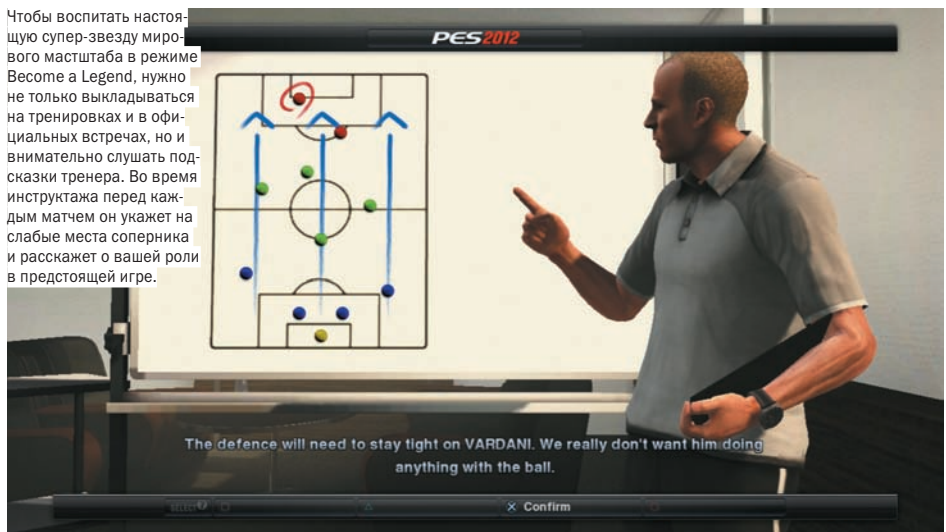 Чтобы воспитать настоя-
щую супер-звезду миро-
вого мастштаба в режиме
Become a Legend, нужно
не только выкладываться
на тренировках и в офи-
циальных встречах, но и
внимательно слушать под-
сказки тренера. Во время
инструктажа перед каж-
дым матчем он укажет на
слабые места соперника
и расскажет о вашей роли
в предстоящей игре.
PES2012
The defence will need to stay tight on VARDANI. We really don't want him doing
anything with the ball.
SELECT Confirm